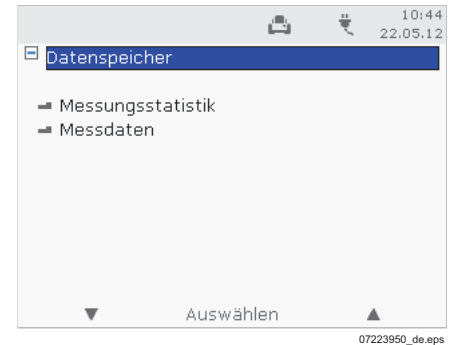 10:44
22.05.12
Datenspeicher
Messungsstatistik
Messdaten
Auswählen
07223950_de.eps